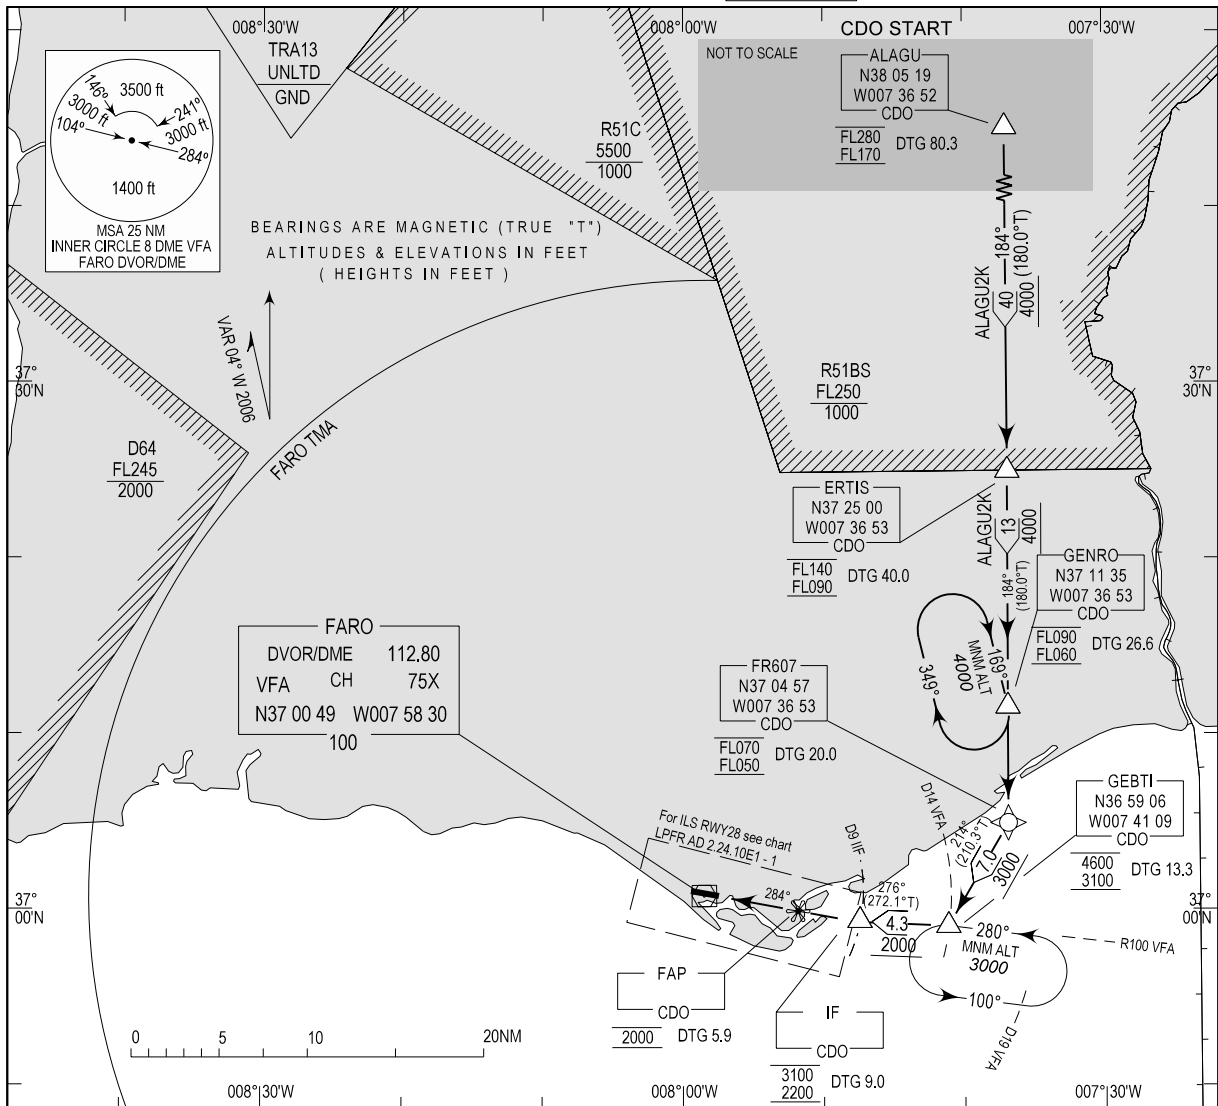 008°30'W
008°00'W
007°30'W
CDO START
NOT TO SCALE
ALAGU
N38 05 19
W007 36 52
CDO
FL280
FL170
DTG 80.3
TRA13
UNLTD
GND
3500 ft
146°
3000 ft
104°
241°
3000 ft
284°
1400 ft
MSA 25 NM
INNER CIRCLE 8 DME VFA
FARO DVOR/DME
R51C
5500
1000
BEARINGS ARE MAGNETIC (TRUE "T")
ALTITUDES & ELEVATIONS IN FEET
( HEIGHTS IN FEET )
184°
(180.0°T)
ALAGU2K
40
4000
VAR 04° W 2006
37°
30'N
37°
30'N
R51BS
FL250
1000
FARO TMA
D64
FL245
2000
ERTIS
N37 25 00
W007 36 53
CDO
FL140
FL090
DTG 40.0
ALAGU2K
13
4000
184°
(180.0°T)
GENRO
N37 11 35
W007 36 53
CDO
FL090
FL060
DTG 26.6
349°
169°
MNM ALT
4000
FARO
DVOR/DME 112.80
VFA CH 75X
N37 00 49 W007 58 30
100
FR607
N37 04 57
W007 36 53
CDO
FL070
FL050
DTG 20.0
GEBTI
N36 59 06
W007 41 09
CDO
4600
3100
DTG 13.3
D14 VFA
214°
(210.3°T)
7.0
3000
For ILS RWY28 see chart
LPFR AD 2.24.10E1 - 1
D9 IIF
284°
276°
(272.1°T)
4.3
2000
37°
00'N
37°
00'N
280°
MNM ALT
3000
100°
R100 VFA
D19 VFA
FAP
CDO
2000
DTG 5.9
IF
CDO
3100
2200
DTG 9.0
0 5 10 20NM
008°30'W
008°00'W
007°30'W